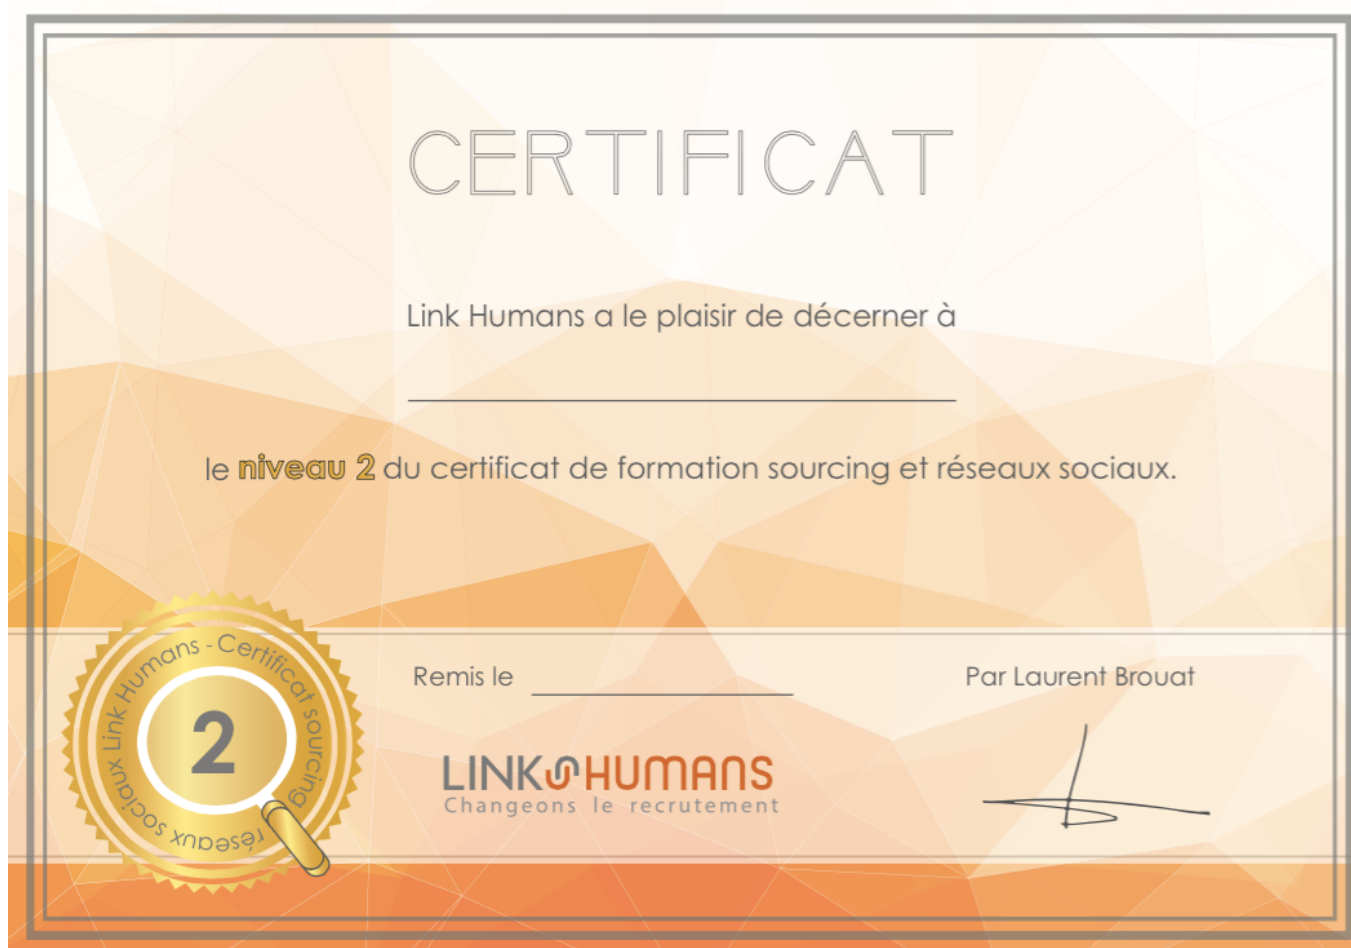 CERTIFICAT
Link Humans a le plaisir de décerner à
le niveau 2 du certificat de formation sourcing et réseaux sociaux.
Link Humans - Certificat sourcing réseaux sociaux
2
Remis le
Par Laurent Brouat
LINK HUMANS
Changeons le recrutement